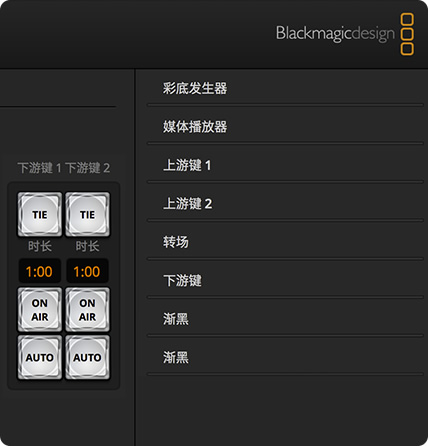 Blackmagicdesign
下游键 1 下游键 2
TIE TIE
时长 时长
1:00 1:00
ON AIR ON AIR
AUTO AUTO
彩底发生器
媒体播放器
上游键 1
上游键 2
转场
下游键
渐黑
渐黑